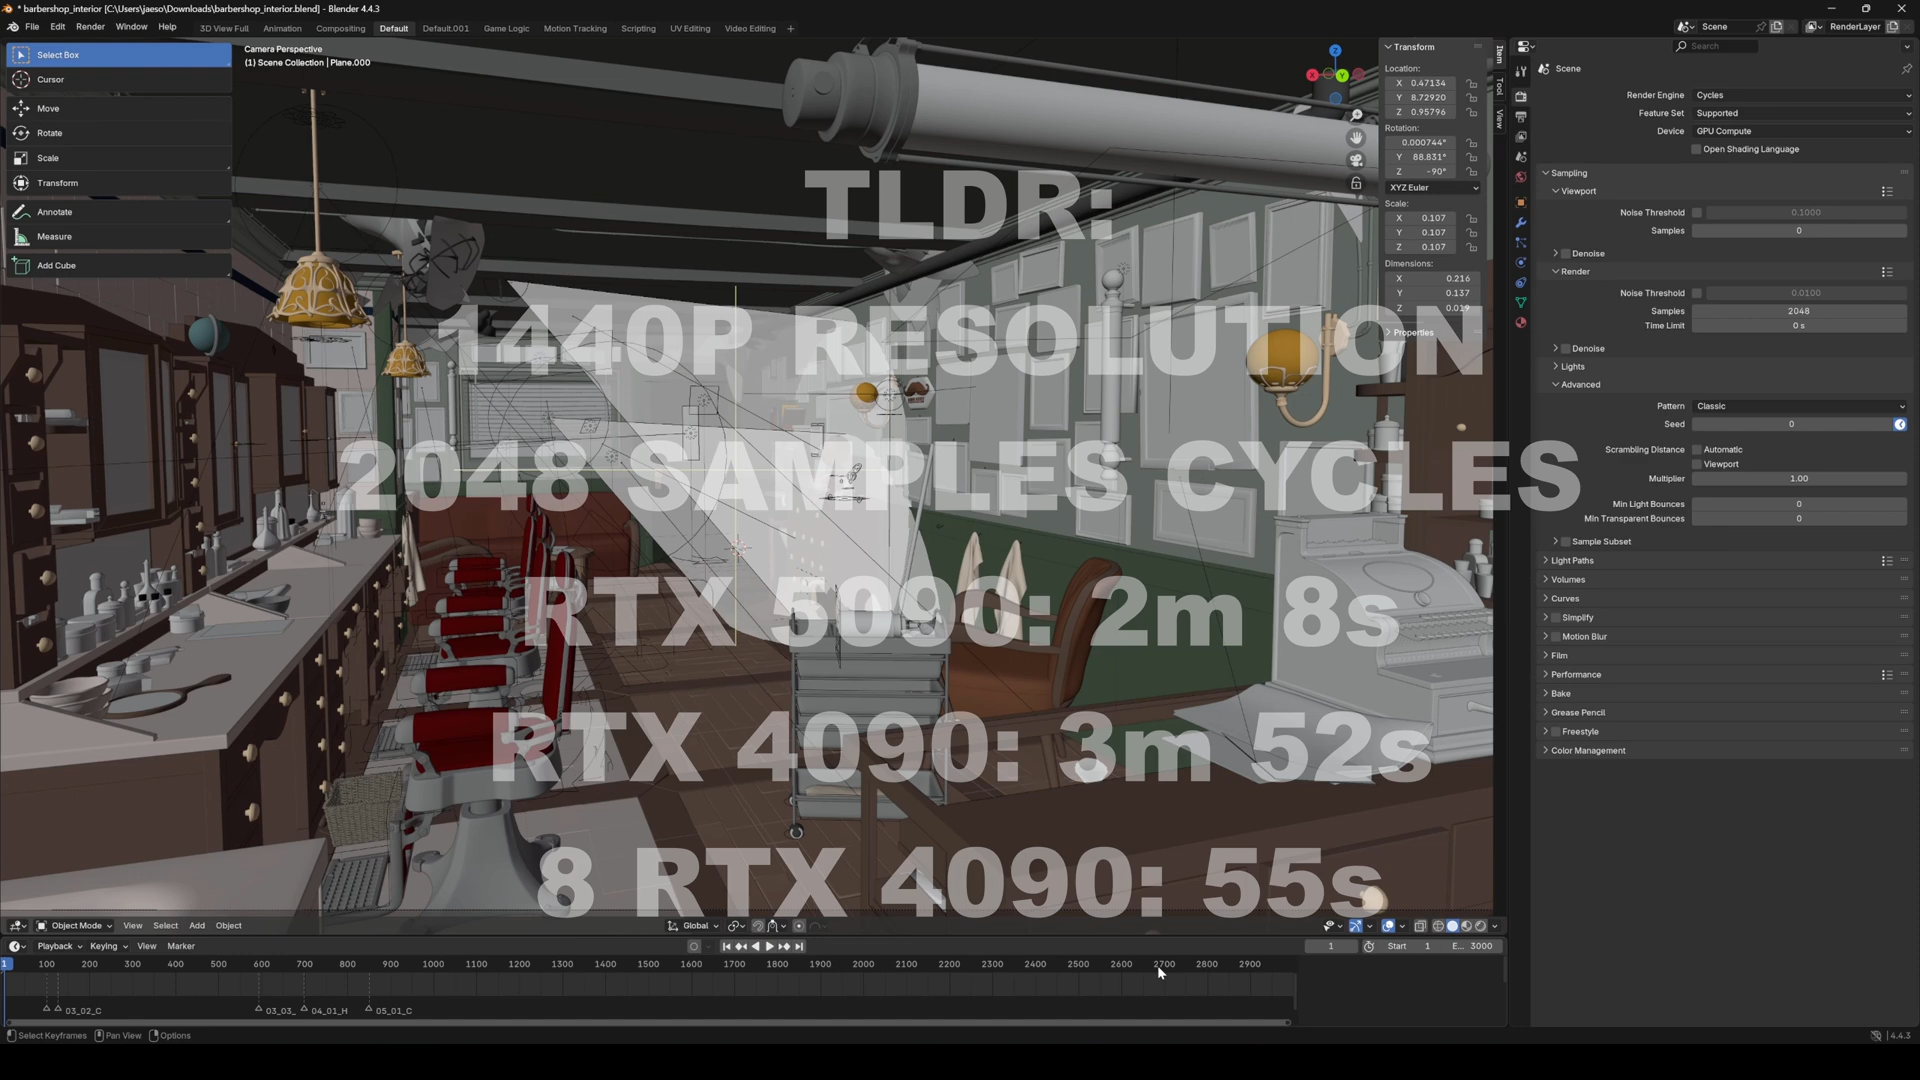 * barbershop_interior [C:\Users\jaeso\Downloads\barbershop_interior.blend] - Blender 4.4.3
File Edit Render Window Help
3D View Full Animation Compositing Default Default.001 Game Logic Motion Tracking Scripting UV Editing Video Editing +
Scene
RenderLayer
Select Box
Cursor
Move
Rotate
Scale
Transform
Annotate
Measure
Add Cube
Camera Perspective
(1) Scene Collection | Plane.000
TLDR:
1440P RESOLUTION
2048 SAMPLES CYCLES
RTX 5090: 2m 8s
RTX 4090: 3m 52s
8 RTX 4090: 55s
Z
X
Y
Transform
Location:
X 0.47134
Y 8.72920
Z 0.95796
Rotation:
0.000744°
Y 88.831°
Z -90°
XYZ Euler
Scale:
X 0.107
Y 0.107
Z 0.107
Dimensions:
X 0.216
Y 0.137
Z 0.019
Properties
Item
Tool
View
Search
Scene
Render Engine Cycles
Feature Set Supported
Device GPU Compute
Open Shading Language
Sampling
Viewport
Noise Threshold 0.1000
Samples 0
Denoise
Render
Noise Threshold 0.0100
Samples 2048
Time Limit 0 s
Denoise
Lights
Advanced
Pattern Classic
Seed 0
Scrambling Distance Automatic
Viewport
Multiplier 1.00
Min Light Bounces 0
Min Transparent Bounces 0
Sample Subset
Light Paths
Volumes
Curves
Simplify
Motion Blur
Film
Performance
Bake
Grease Pencil
Freestyle
Color Management
Object Mode View Select Add Object
Global
Playback Keying View Marker
1 Start 1 E... 3000
1 100 200 300 400 500 600 700 800 900 1000 1100 1200 1300 1400 1500 1600 1700 1800 1900 2000 2100 2200 2300 2400 2500 2600 2700 2800 2900
03_02_C 03_03_ 04_01_H 05_01_C
Select Keyframes Pan View Options
4.4.3